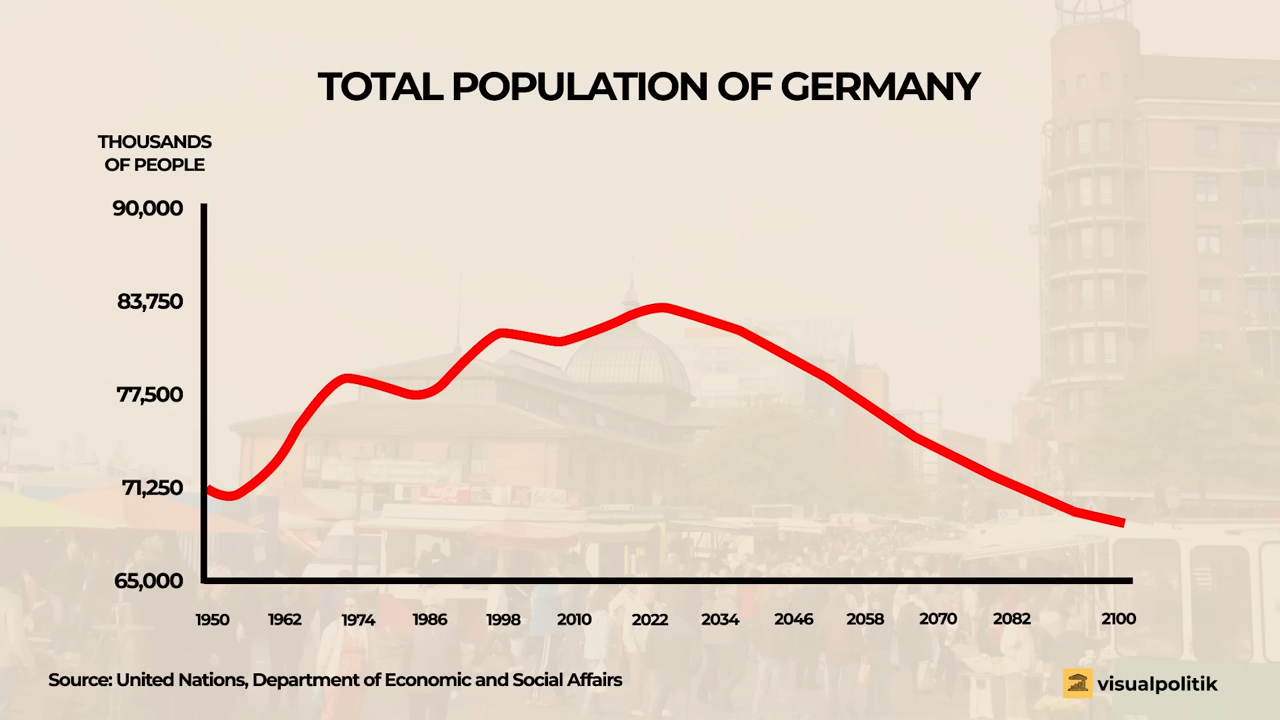 TOTAL POPULATION OF GERMANY
THOUSANDS
OF PEOPLE
90,000
83,750
77,500
71,250
65,000
1950 1962 1974 1986 1998 2010 2022 2034 2046 2058 2070 2082 2100
Source: United Nations, Department of Economic and Social Affairs
visualpolitik